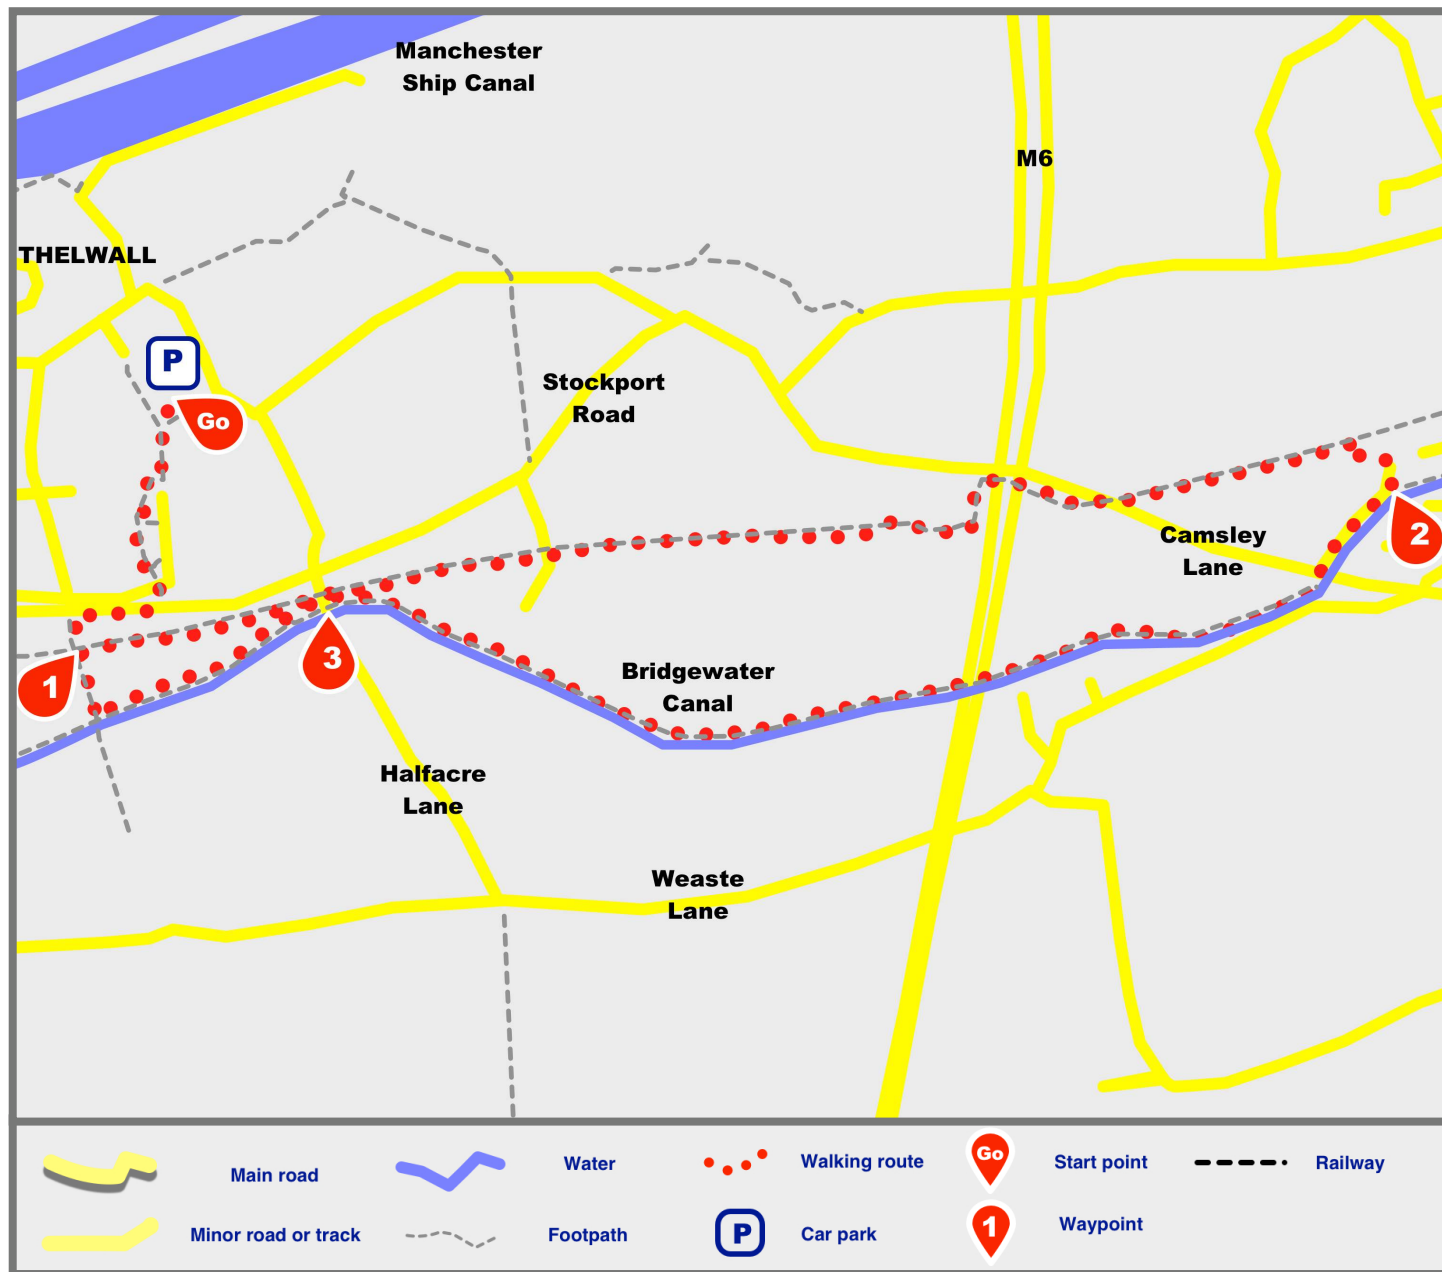 Manchester
Ship Canal
M6
THELWALL
P
Go
Stockport
Road
Camsley
Lane
2
3
1
Bridgewater
Canal
Halfacre
Lane
Weaste
Lane
Main road
Water
Walking route
Go
Start point
Railway
Minor road or track
Footpath
P
Car park
1
Waypoint